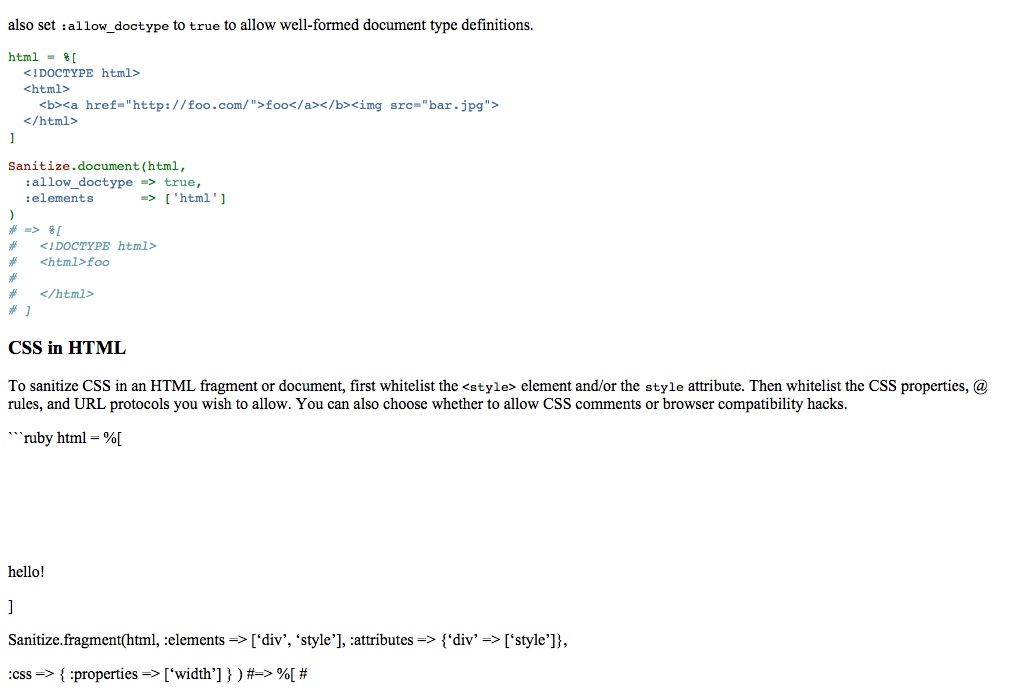 also set :allow_doctype to true to allow well-formed document type definitions.
html = %[
  <!DOCTYPE html>
  <html>
    <b><a href="http://foo.com/">foo</a></b><img src="bar.jpg">
  </html>
]
Sanitize.document(html,
  :allow_doctype => true,
  :elements      => ['html']
)
# => %[
#   <!DOCTYPE html>
#   <html>foo
#
#   </html>
# ]
CSS in HTML
To sanitize CSS in an HTML fragment or document, first whitelist the <style> element and/or the style attribute. Then whitelist the CSS properties, @
rules, and URL protocols you wish to allow. You can also choose whether to allow CSS comments or browser compatibility hacks.
```ruby html = %[
hello!
]
Sanitize.fragment(html, :elements => [‘div’, ‘style’], :attributes => {‘div’ => [‘style’]},
:css => { :properties => [‘width’] } ) #=> %[ #